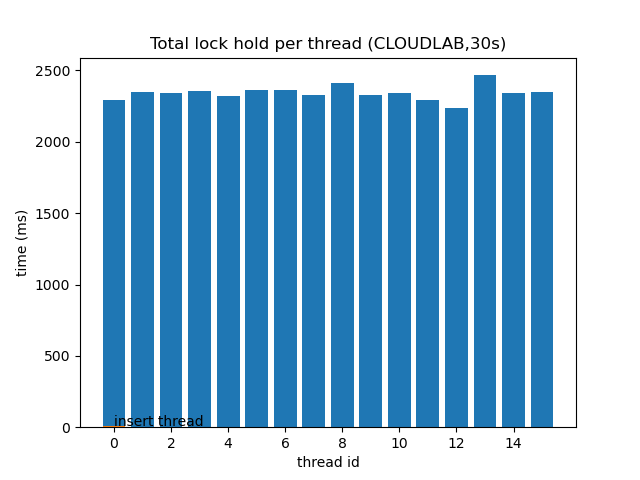 Total lock hold per thread (CLOUDLAB,30s)
time (ms)
2500
2000
1500
1000
500
0
insert thread
0 2 4 6 8 10 12 14
thread id